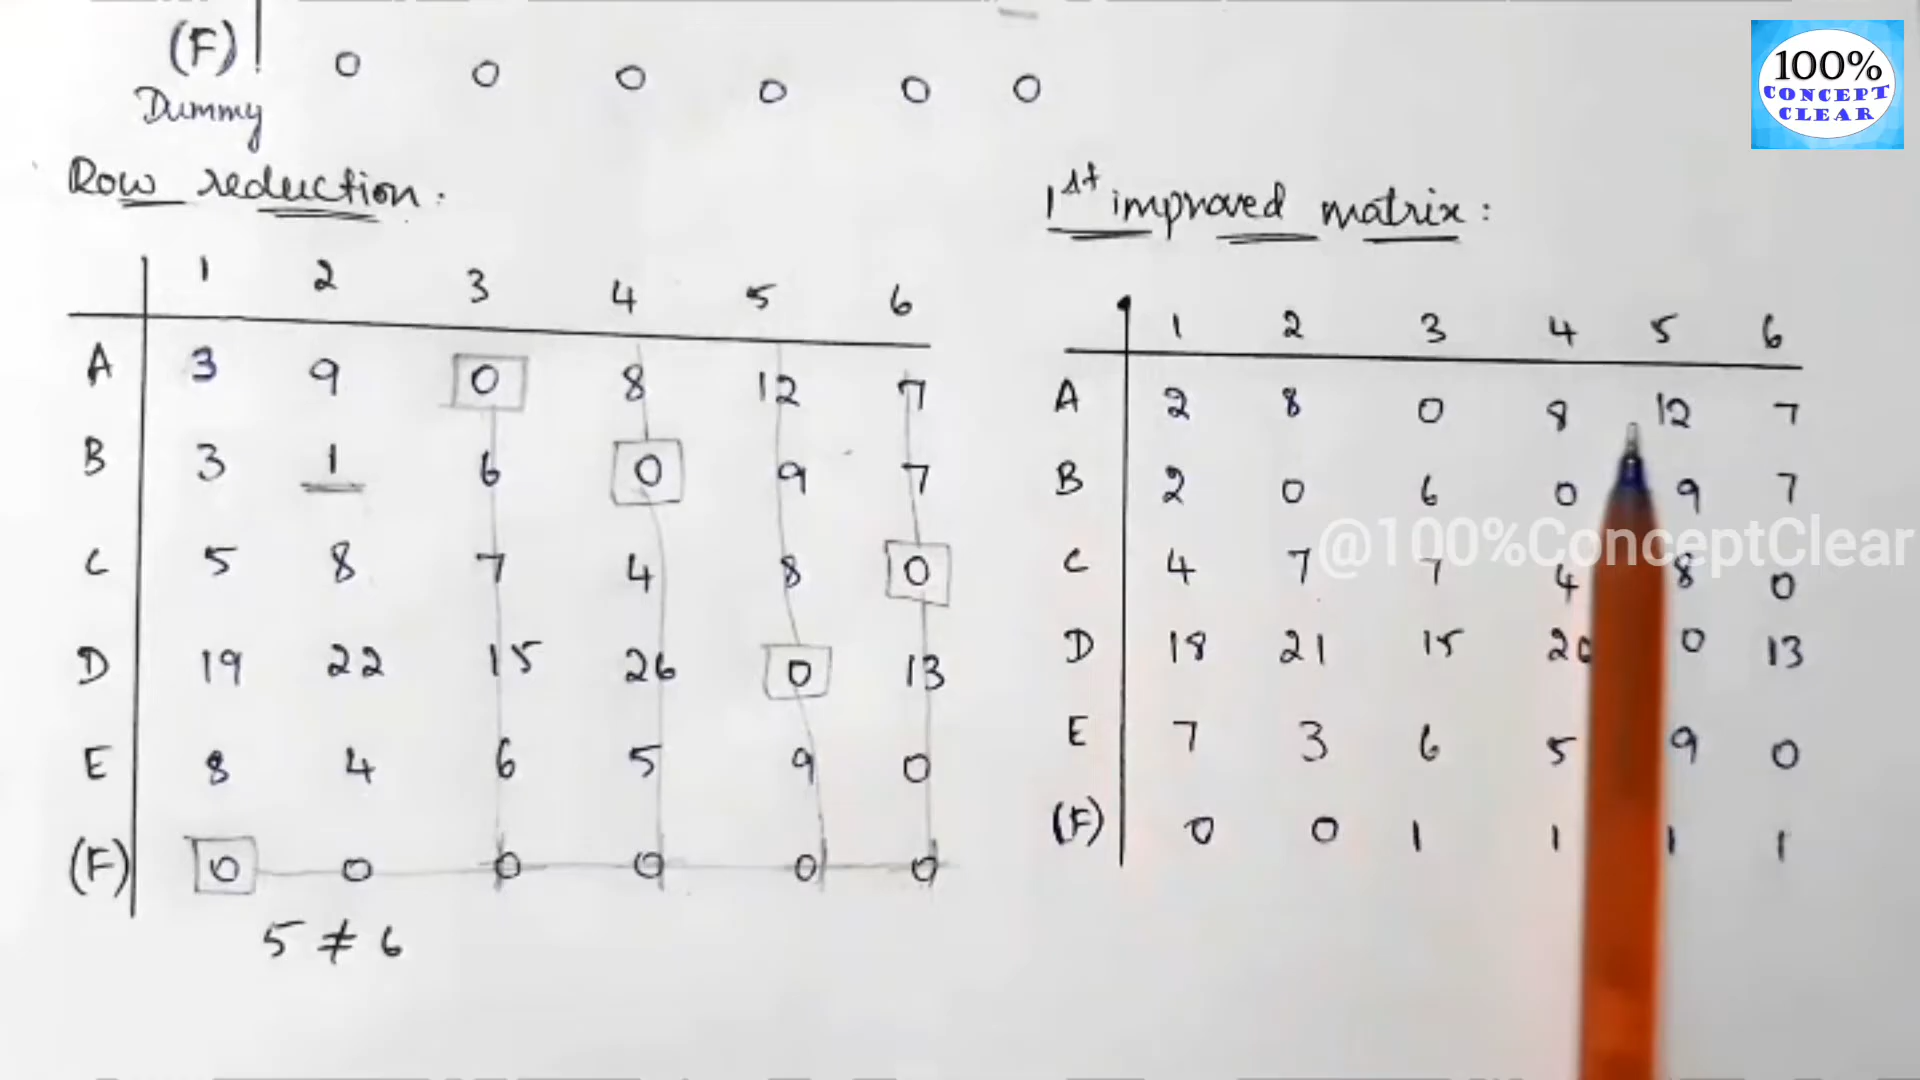 (F) 0 0 0 0 0 0
Dummy
Row reduction:
1 2 3 4 5 6
A 3 9 0 8 12 7
B 3 1 6 0 9 7
C 5 8 7 4 8 0
D 19 22 15 26 0 13
E 8 4 6 5 9 0
(F) 0 0 0 0 0 0
5 ≠ 6
1st improved matrix:
1 2 3 4 5 6
A 2 8 0 8 12 7
B 2 0 6 0 9 7
C 4 7 7 4 8 0
D 18 21 15 0 13
E 7 3 6 5 9 0
(F) 0 0 1 1 1 1
100%
CONCEPT
CLEAR
@100%ConceptClear